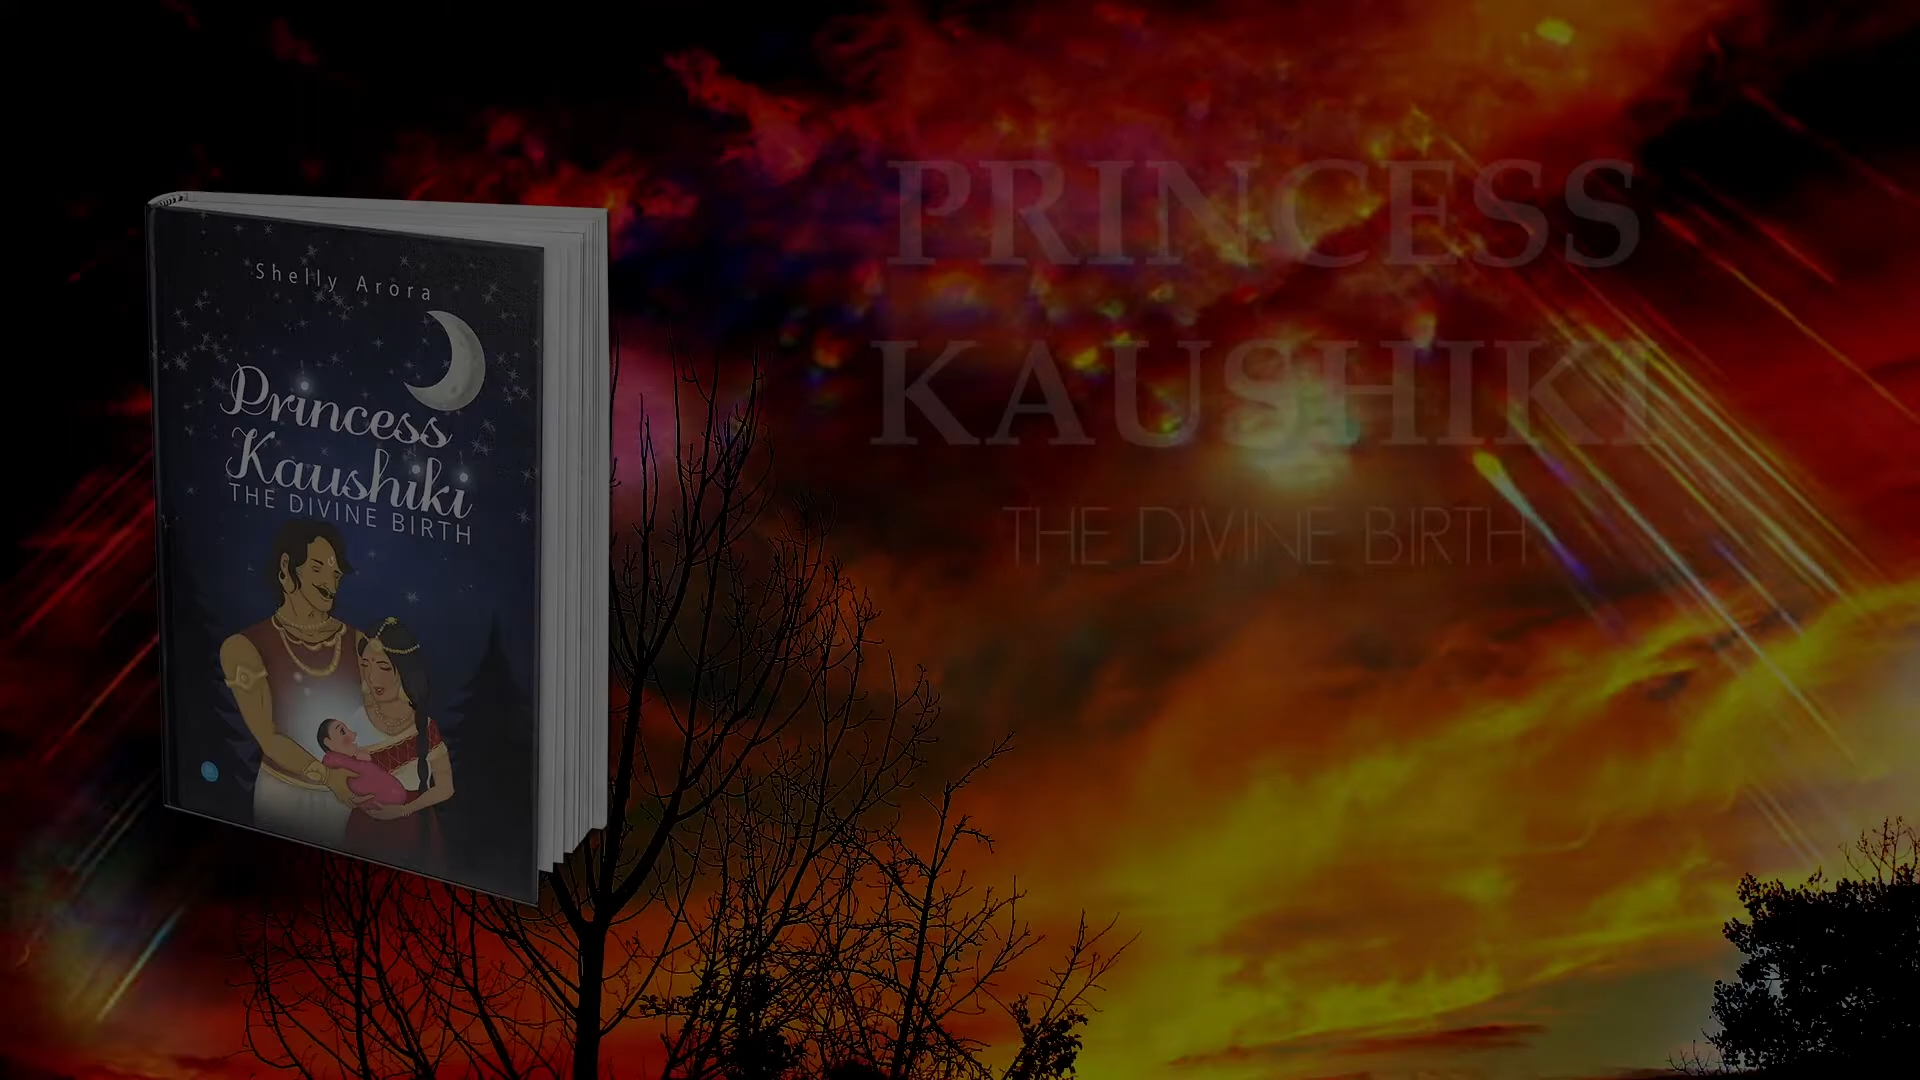 Shelly Arora
Princess
Kaushiki
THE DIVINE BIRTH
PRINCESS
KAUSHIKI
THE DIVINE BIRTH